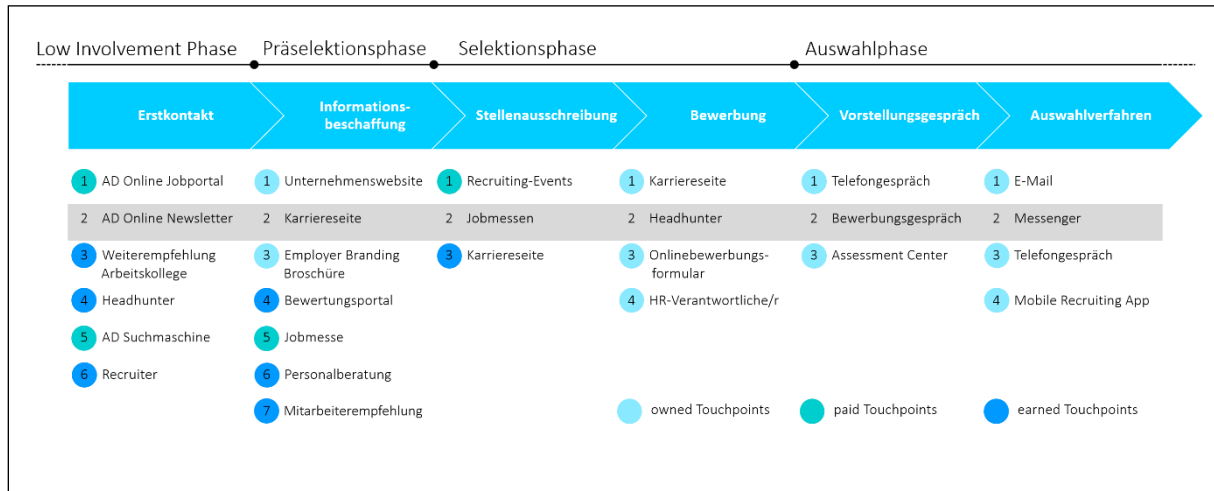 Low Involvement Phase Präselektionsphase Selektionsphase Auswahlphase
Erstkontakt
Informations-
beschaffung
Stellenausschreibung
Bewerbung
Vorstellungsgespräch
Auswahlverfahren
1 AD Online Jobportal 1 Unternehmenswebsite 1 Recruiting-Events 1 Karriereseite 1 Telefongespräch 1 E-Mail
2 AD Online Newsletter 2 Karriereseite 2 Jobmessen 2 Headhunter 2 Bewerbungsgespräch 2 Messenger
3 Weiterempfehlung 3 Employer Branding 3 Karriereseite 3 Onlinebewerbungs- 3 Assessment Center 3 Telefongespräch
Arbeitskollege Broschüre formular
4 Headhunter 4 Bewertungsportal 4 HR-Verantwortliche/r 4 Mobile Recruiting App
5 AD Suchmaschine 5 Jobmesse
6 Recruiter 6 Personalberatung
7 Mitarbeiterempfehlung owned Touchpoints paid Touchpoints earned Touchpoints